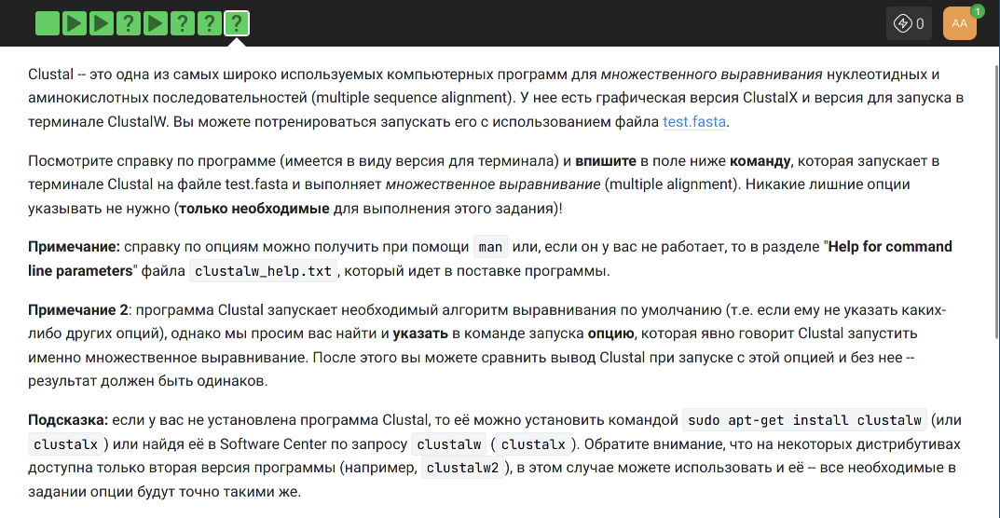 ? ? ? ? 0 AA 1
Clustal -- это одна из самых широко используемых компьютерных программ для множественного выравнивания нуклеотидных и
аминокислотных последовательностей (multiple sequence alignment). У нее есть графическая версия ClustalX и версия для запуска в
терминале ClustalW. Вы можете потренироваться запускать его с использованием файла test.fasta.
Посмотрите справку по программе (имеется в виду версия для терминала) и впишите в поле ниже команду, которая запускает в
терминале Clustal на файле test.fasta и выполняет множественное выравнивание (multiple alignment). Никакие лишние опции
указывать не нужно (только необходимые для выполнения этого задания)!
Примечание: справку по опциям можно получить при помощи man или, если он у вас не работает, то в разделе "Help for command
line parameters" файла clustalw_help.txt, который идет в поставке программы.
Примечание 2: программа Clustal запускает необходимый алгоритм выравнивания по умолчанию (т.е. если ему не указать каких-
либо других опций), однако мы просим вас найти и указать в команде запуска опцию, которая явно говорит Clustal запустить
именно множественное выравнивание. После этого вы можете сравнить вывод Clustal при запуске с этой опцией и без нее --
результат должен быть одинаков.
Подсказка: если у вас не установлена программа Clustal, то её можно установить командой sudo apt-get install clustalw (или
clustalx) или найдя её в Software Center по запросу clustalw (clustalx). Обратите внимание, что на некоторых дистрибутивах
доступна только вторая версия программы (например, clustalw2), в этом случае можете использовать и её -- все необходимые в
задании опции будут точно такими же.